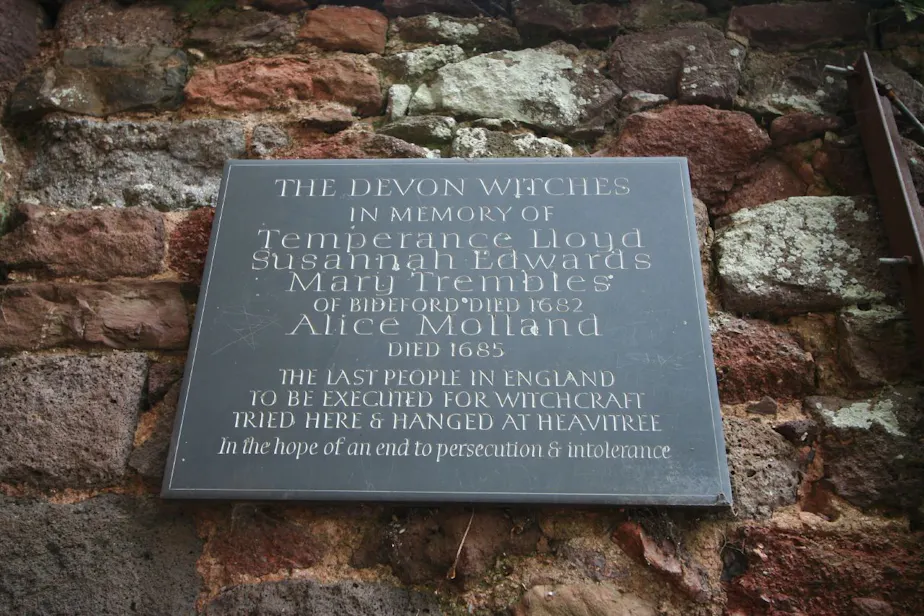 THE DEVON WITCHES
IN MEMORY OF
Temperance Lloyd
Susannah Edwards
Mary Trembles
OF BIDEFORD DIED 1682
Alice Molland
DIED 1685
THE LAST PEOPLE IN ENGLAND
TO BE EXECUTED FOR WITCHCRAFT
TRIED HERE & HANGED AT HEAVITREE
In the hope of an end to persecution & intolerance